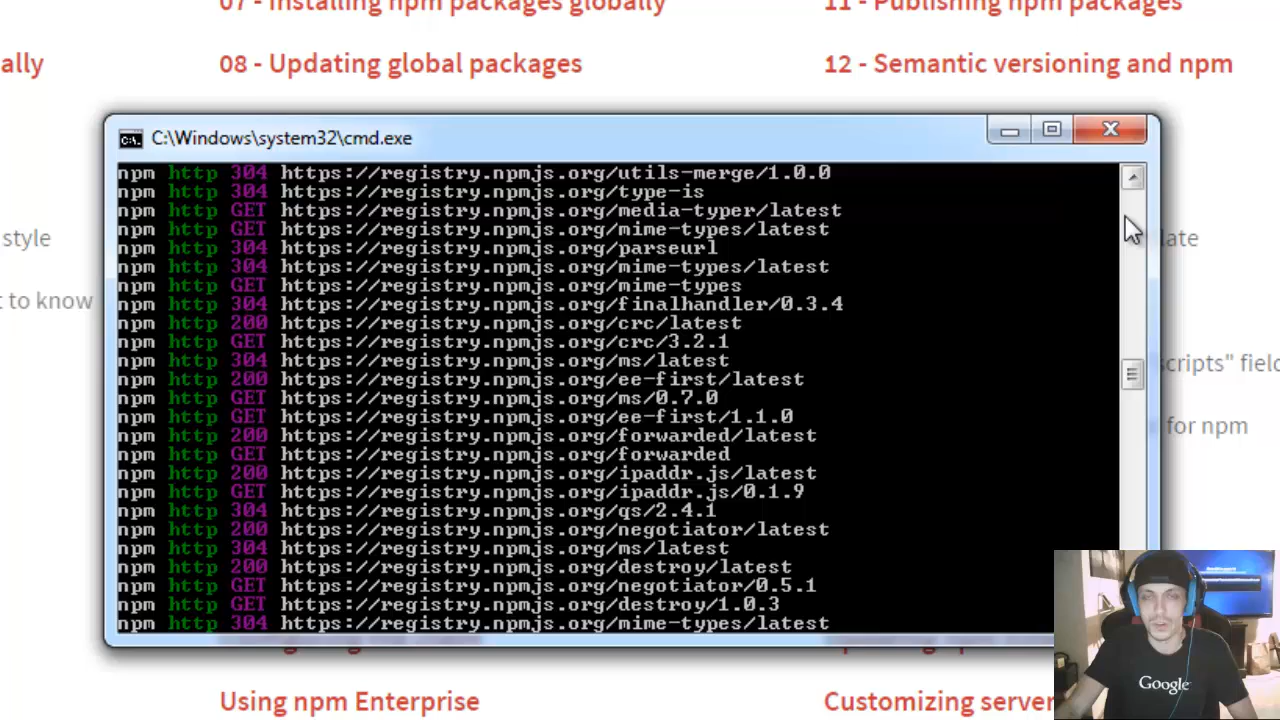 07 - Installing npm packages globally
11 - Publishing npm packages
ally
08 - Updating global packages
12 - Semantic versioning and npm
C:\Windows\system32\cmd.exe
npm http 304 https://registry.npmjs.org/utils-merge/1.0.0
npm http 304 https://registry.npmjs.org/type-is
npm http GET https://registry.npmjs.org/media-typer/latest
npm http GET https://registry.npmjs.org/mime-types/latest
npm http 304 https://registry.npmjs.org/parseurl
npm http 304 https://registry.npmjs.org/mime-types/latest
npm http GET https://registry.npmjs.org/mime-types
npm http 304 https://registry.npmjs.org/finalhandler/0.3.4
npm http 200 https://registry.npmjs.org/crc/latest
npm http GET https://registry.npmjs.org/crc/3.2.1
npm http 304 https://registry.npmjs.org/ms/latest
npm http 200 https://registry.npmjs.org/ee-first/latest
npm http GET https://registry.npmjs.org/ms/0.7.0
npm http GET https://registry.npmjs.org/ee-first/1.1.0
npm http 200 https://registry.npmjs.org/forwarded/latest
npm http GET https://registry.npmjs.org/forwarded
npm http 200 https://registry.npmjs.org/ipaddr.js/latest
npm http GET https://registry.npmjs.org/ipaddr.js/0.1.9
npm http 304 https://registry.npmjs.org/qs/2.4.1
npm http 200 https://registry.npmjs.org/negotiator/latest
npm http 304 https://registry.npmjs.org/ms/latest
npm http 200 https://registry.npmjs.org/destroy/latest
npm http GET https://registry.npmjs.org/negotiator/0.5.1
npm http GET https://registry.npmjs.org/destroy/1.0.3
npm http 304 https://registry.npmjs.org/mime-types/latest
style
late
t to know
scripts" field
for npm
Using npm Enterprise
Customizing server
Google